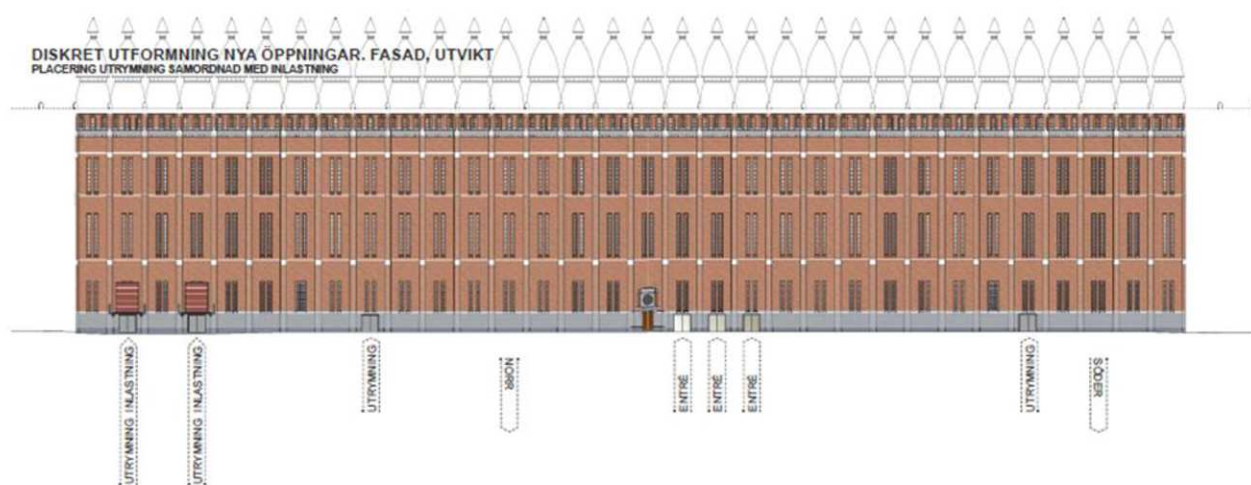 DISKRET UTFORMNING NYA ÖPPNINGAR. FASAD, UTVIKT
PLACERING UTRYMNING SAMORDNAD MED INLASTNING
UTRYMNING INLASTNING
UTRYMNING INLASTNING
UTRYMNING
NORR
ENTRÉ
ENTRÉ
ENTRÉ
UTRYMNING
SÖDER